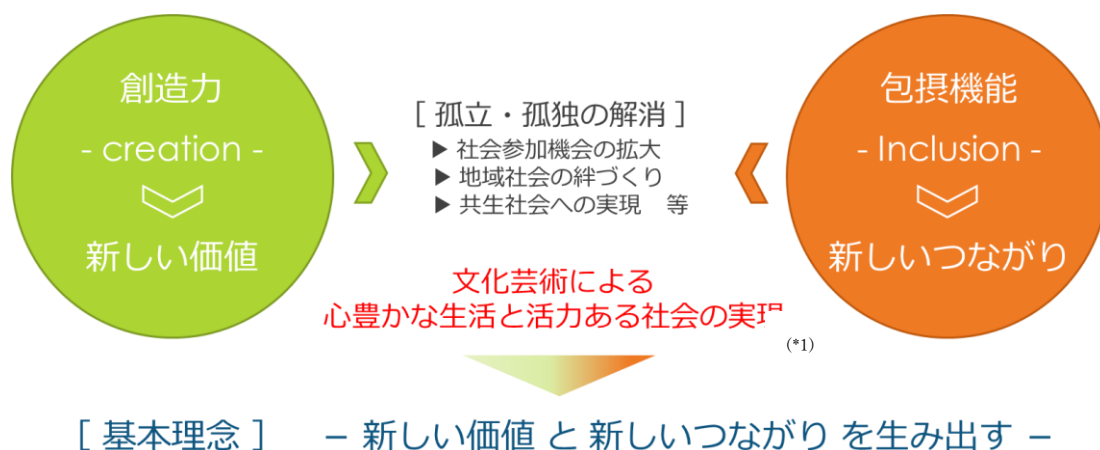 創造力
- creation -
新しい価値
[ 孤立・孤独の解消 ]
▶ 社会参加機会の拡大
▶ 地域社会の絆づくり
▶ 共生社会への実現　等
包摂機能
- Inclusion -
新しいつながり
文化芸術による
心豊かな生活と活力ある社会の実現
(*1)
[ 基本理念 ]　－ 新しい価値 と 新しいつながり を生み出す －